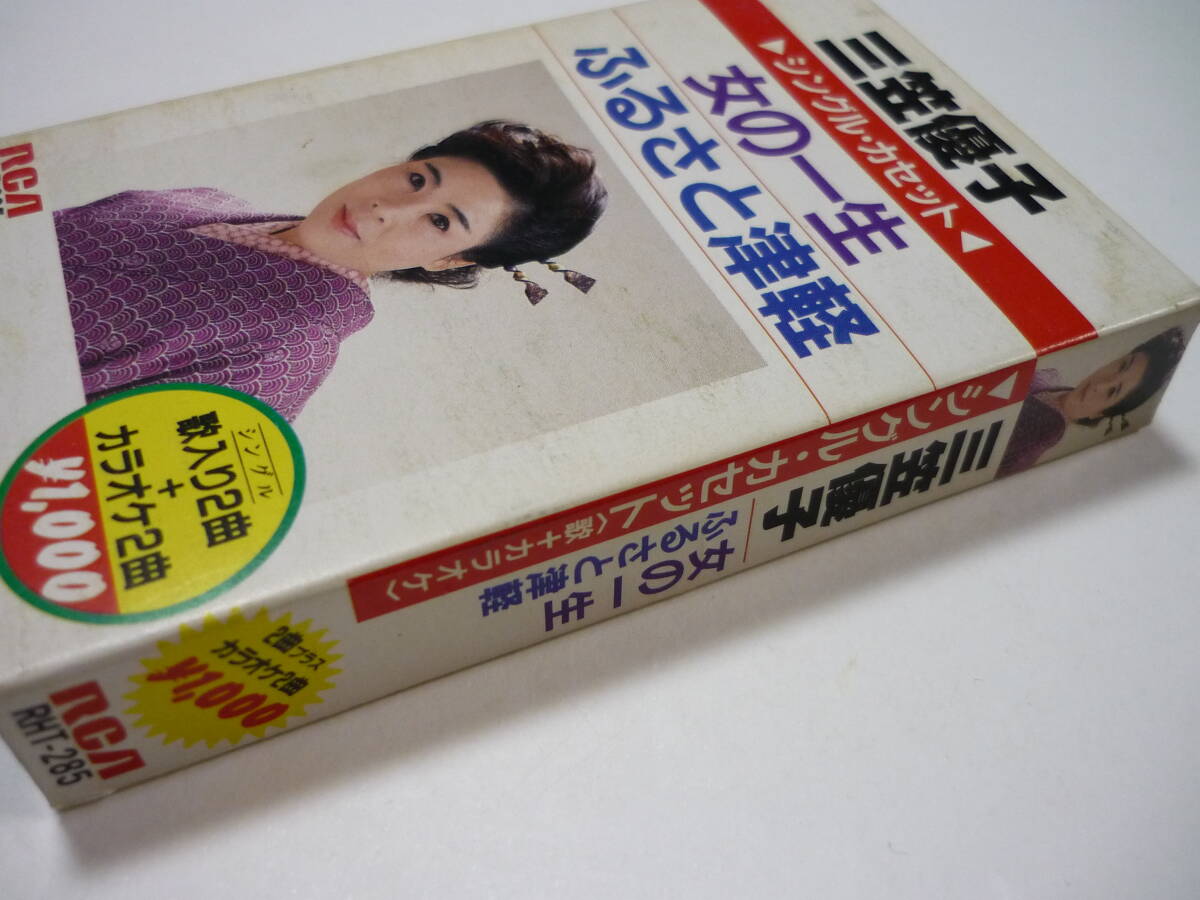 三笠優子
▷シングル・カセット◁
女の一生
ふるさと津軽
RCA
シングル
歌入り2曲
+
カラオケ2曲
¥1,000
▷シングル・カセット〈歌+カラオケ〉
三笠優子
女の一生
ふるさと津軽
2曲プラス
カラオケ2曲
¥1,000
RCA
RHT-285